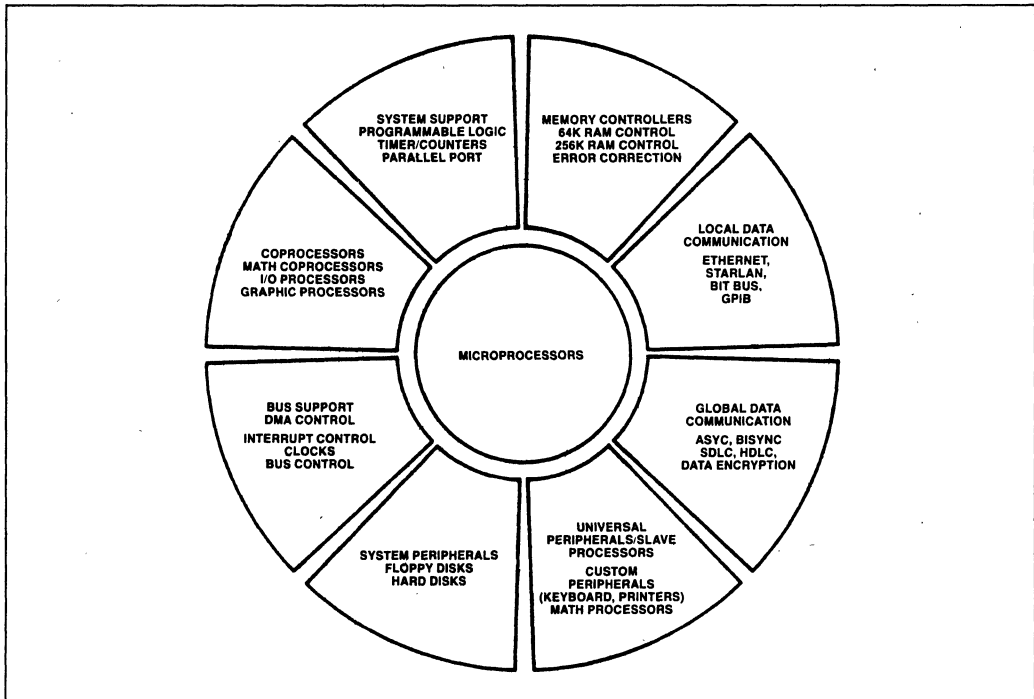 SYSTEM SUPPORT
PROGRAMMABLE LOGIC
TIMER/COUNTERS
PARALLEL PORT
MEMORY CONTROLLERS
64K RAM CONTROL
256K RAM CONTROL
ERROR CORRECTION
COPROCESSORS
MATH COPROCESSORS
I/O PROCESSORS
GRAPHIC PROCESSORS
LOCAL DATA
COMMUNICATION
ETHERNET,
STARLAN,
BIT BUS,
GPIB
MICROPROCESSORS
BUS SUPPORT
DMA CONTROL
INTERRUPT CONTROL
CLOCKS
BUS CONTROL
GLOBAL DATA
COMMUNICATION
ASYC, BISYNC
SDLC, HDLC,
DATA ENCRYPTION
SYSTEM PERIPHERALS
FLOPPY DISKS
HARD DISKS
UNIVERSAL
PERIPHERALS/SLAVE
PROCESSORS
CUSTOM
PERIPHERALS
(KEYBOARD, PRINTERS)
MATH PROCESSORS